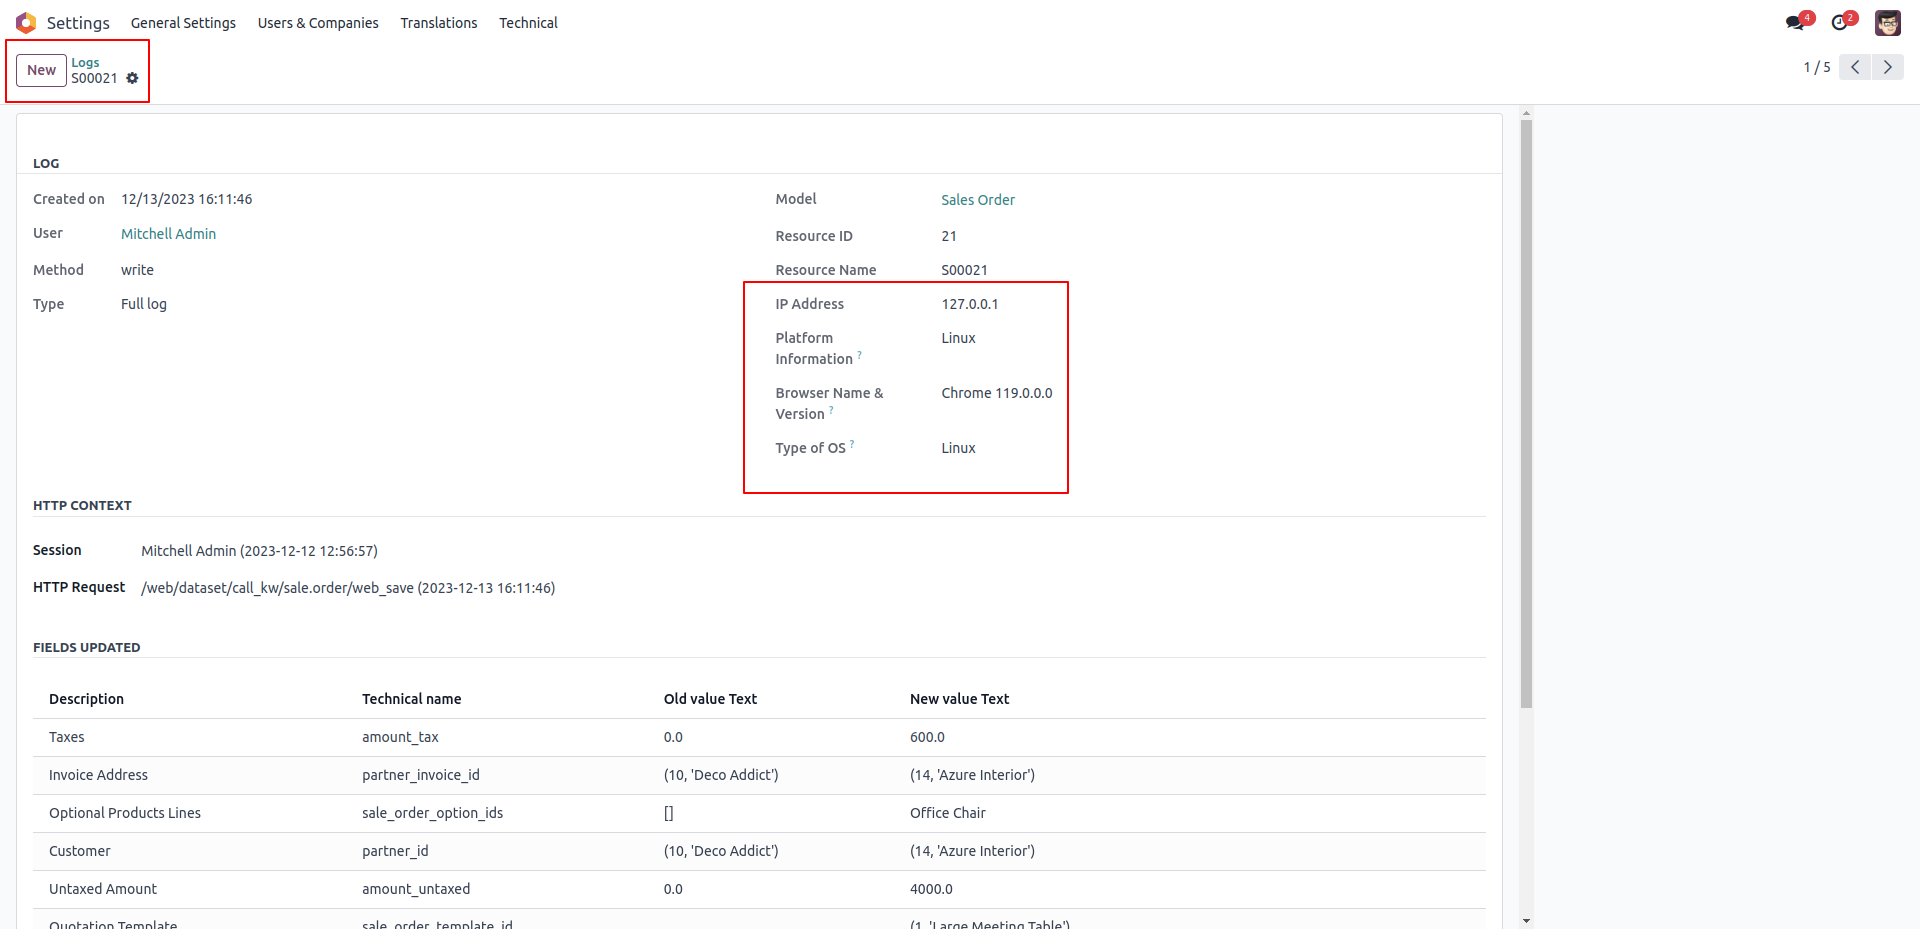 Settings General Settings Users & Companies Translations Technical 4 2
New Logs
S00021
1 / 5
LOG
Created on 12/13/2023 16:11:46 Model Sales Order
User Mitchell Admin Resource ID 21
Method write Resource Name S00021
Type Full log IP Address 127.0.0.1
Platform Linux
Information ?
Browser Name & Chrome 119.0.0.0
Version ?
Type of OS ? Linux
HTTP CONTEXT
Session Mitchell Admin (2023-12-12 12:56:57)
HTTP Request /web/dataset/call_kw/sale.order/web_save (2023-12-13 16:11:46)
FIELDS UPDATED
Description Technical name Old value Text New value Text
Taxes amount_tax 0.0 600.0
Invoice Address partner_invoice_id (10, 'Deco Addict') (14, 'Azure Interior')
Optional Products Lines sale_order_option_ids [] Office Chair
Customer partner_id (10, 'Deco Addict') (14, 'Azure Interior')
Untaxed Amount amount_untaxed 0.0 4000.0
Quotation Template sale_order_template_id (1, 'Large Meeting Table')